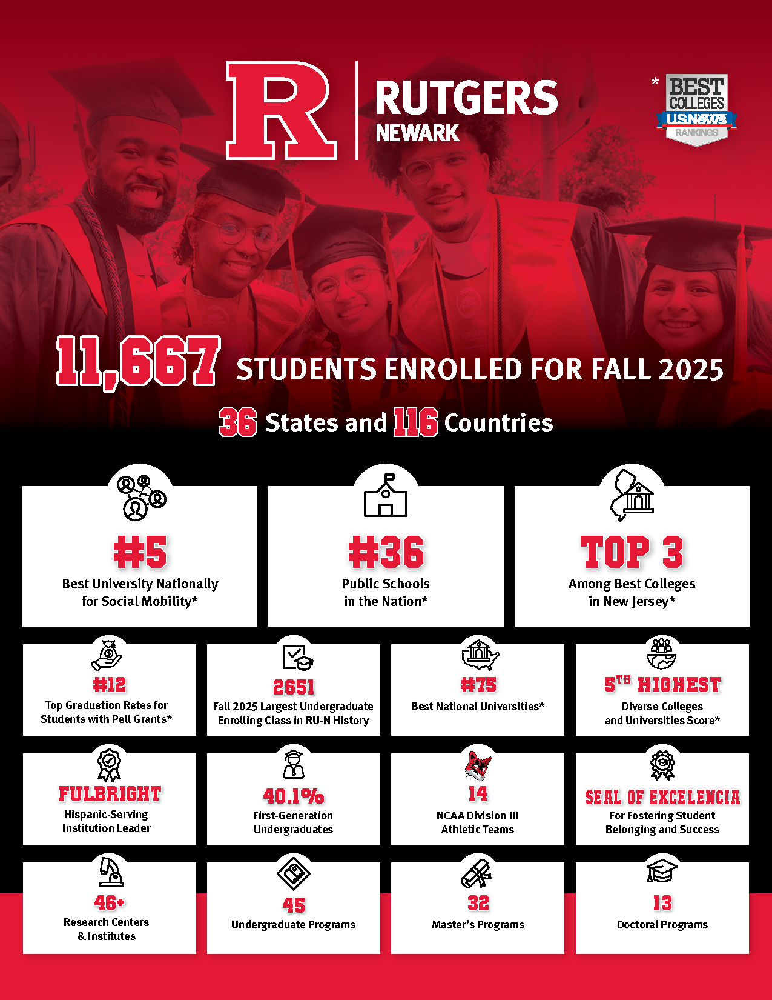 R
RUTGERS
NEWARK
*
BEST
COLLEGES
U.S.News
RANKINGS
11,667 STUDENTS ENROLLED FOR FALL 2025
36 States and 116 Countries
#5
Best University Nationally
for Social Mobility*
#36
Public Schools
in the Nation*
TOP 3
Among Best Colleges
in New Jersey*
#12
Top Graduation Rates for
Students with Pell Grants*
2651
Fall 2025 Largest Undergraduate
Enrolling Class in RU-N History
#75
Best National Universities*
5TH HIGHEST
Diverse Colleges
and Universities Score*
FULBRIGHT
Hispanic-Serving
Institution Leader
40.1%
First-Generation
Undergraduates
14
NCAA Division III
Athletic Teams
SEAL OF EXCELENCIA
For Fostering Student
Belonging and Success
46+
Research Centers
& Institutes
45
Undergraduate Programs
32
Master's Programs
13
Doctoral Programs